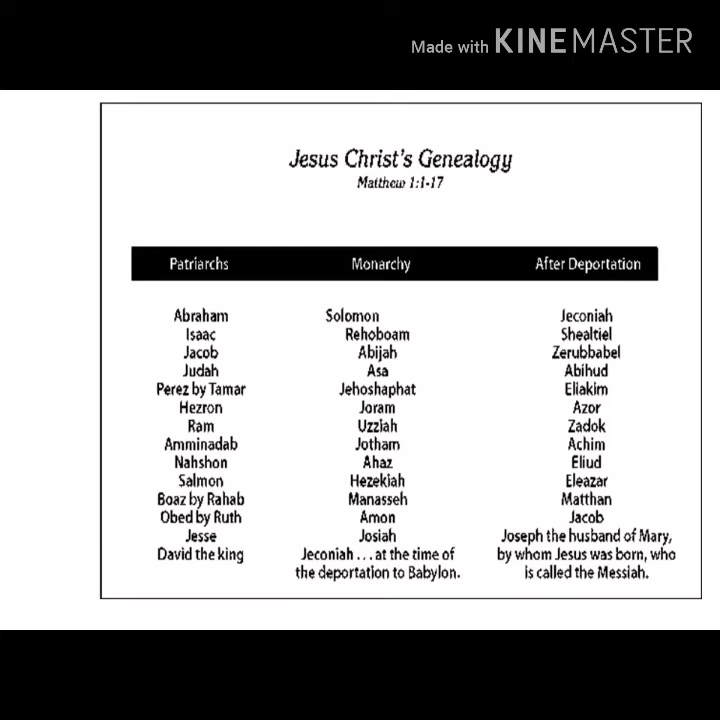 Made with KINEMASTER
Jesus Christ's Genealogy
Matthew 1:1-17
Patriarchs Monarchy After Deportation
Abraham Solomon Jeconiah
Isaac Rehoboam Shealtiel
Jacob Abijah Zerubbabel
Judah Asa Abihud
Perez by Tamar Jehoshaphat Eliakim
Hezron Joram Azor
Ram Uzziah Zadok
Amminadab Jotham Achim
Nahshon Ahaz Eliud
Salmon Hezekiah Eleazar
Boaz by Rahab Manasseh Matthan
Obed by Ruth Amon Jacob
Jesse Josiah Joseph the husband of Mary,
David the king Jeconiah . . . at the time of by whom Jesus was born, who
the deportation to Babylon. is called the Messiah.